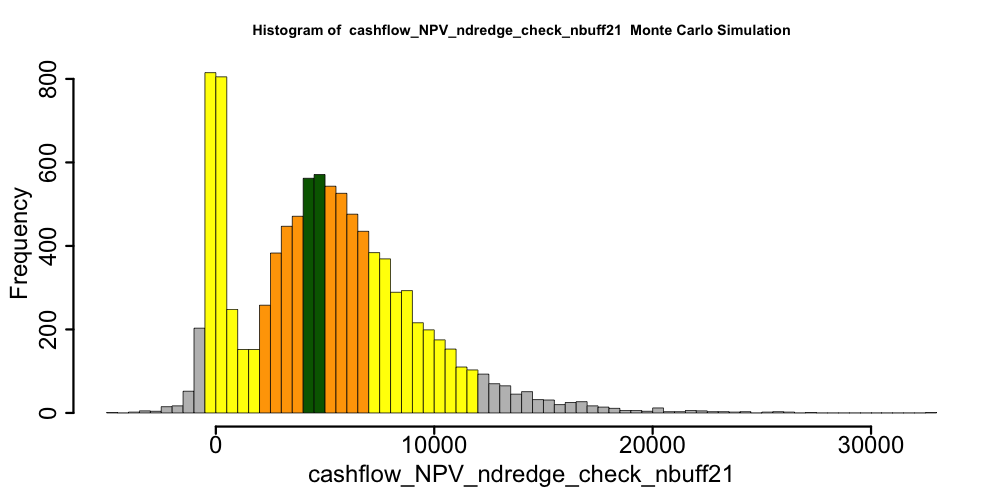 Histogram of  cashflow_NPV_ndredge_check_nbuff21  Monte Carlo Simulation
800
600
400
200
0
Frequency
0 10000 20000 30000
cashflow_NPV_ndredge_check_nbuff21